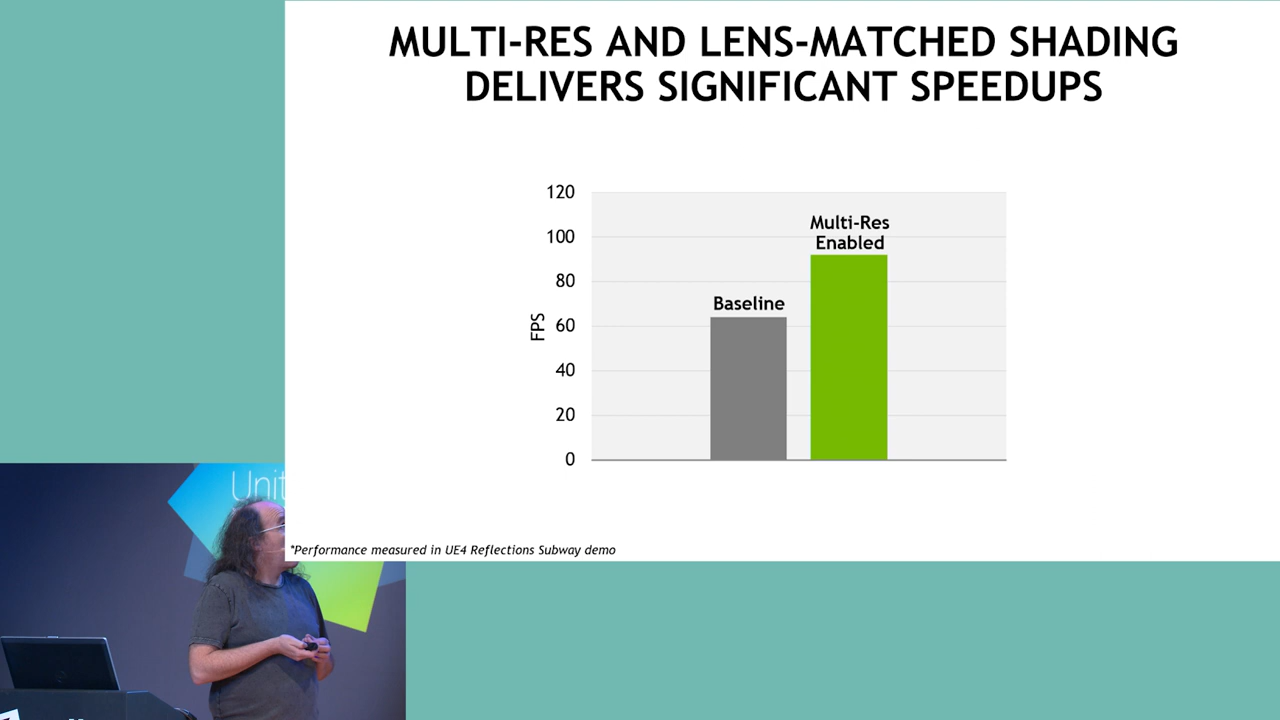 MULTI-RES AND LENS-MATCHED SHADING
DELIVERS SIGNIFICANT SPEEDUPS
120
100
80
60
40
20
0
FPS
Baseline
Multi-Res
Enabled
*Performance measured in UE4 Reflections Subway demo
Unit